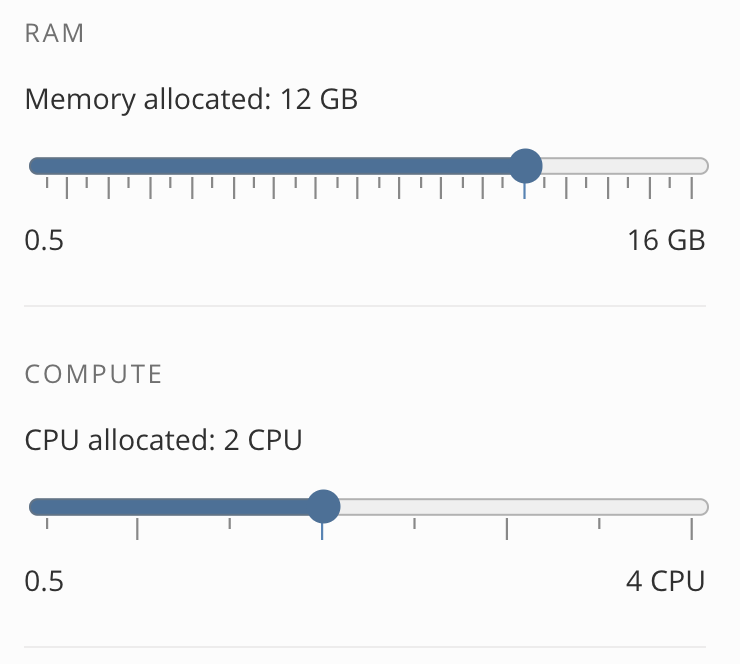 RAM
Memory allocated: 12 GB
0.5 16 GB
COMPUTE
CPU allocated: 2 CPU
0.5 4 CPU